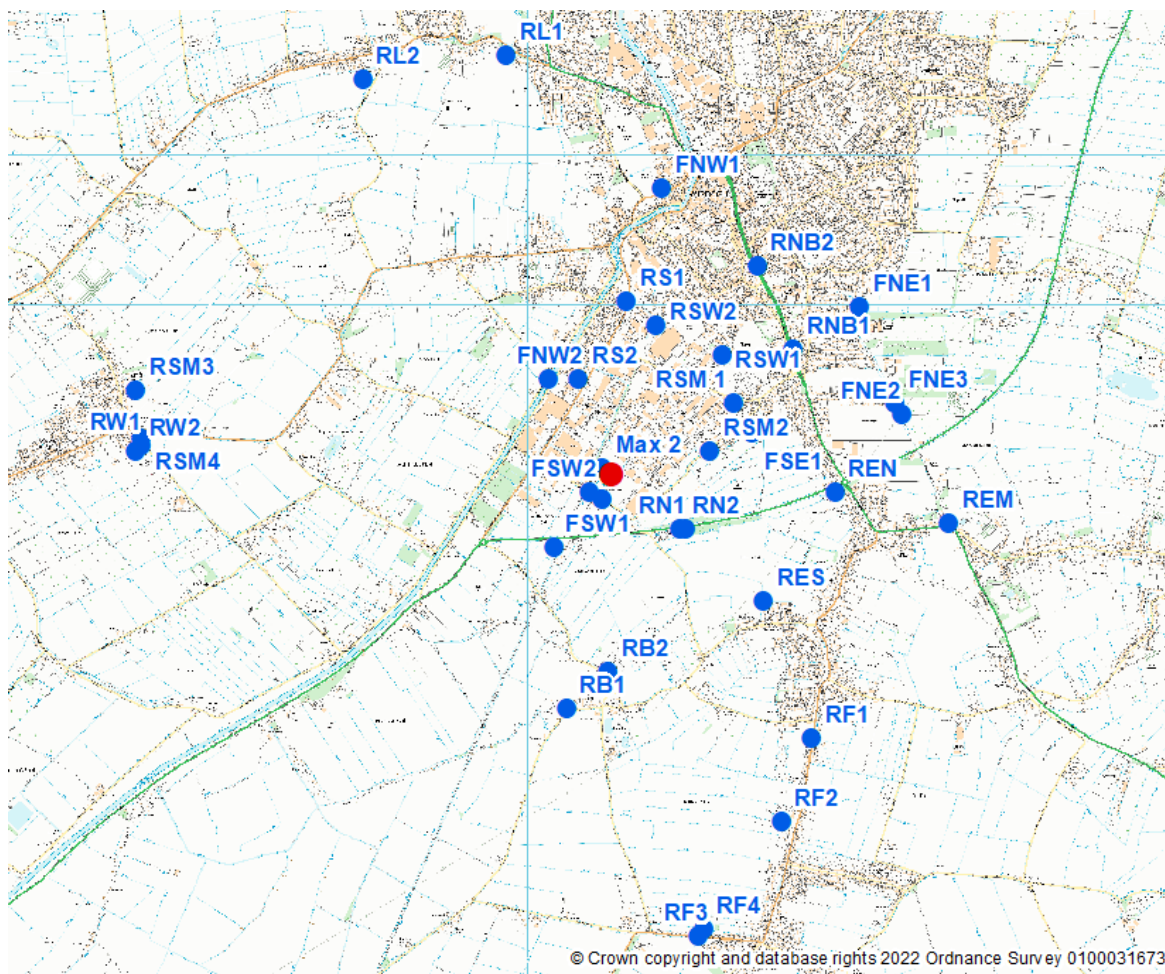 RL1
RL2
FNW1
RNB2
RS1
FNE1
RSW2
RNB1
FNW2
RS2
RSW1
RSM3
RSM 1
FNE3
FNE2
RW1
RW2
RSM2
Max 2
RSM4
FSW2
FSE1
REN
RN1
RN2
REM
FSW1
RES
RB2
RB1
RF1
RF2
RF3
RF4
© Crown copyright and database rights 2022 Ordnance Survey 0100031673